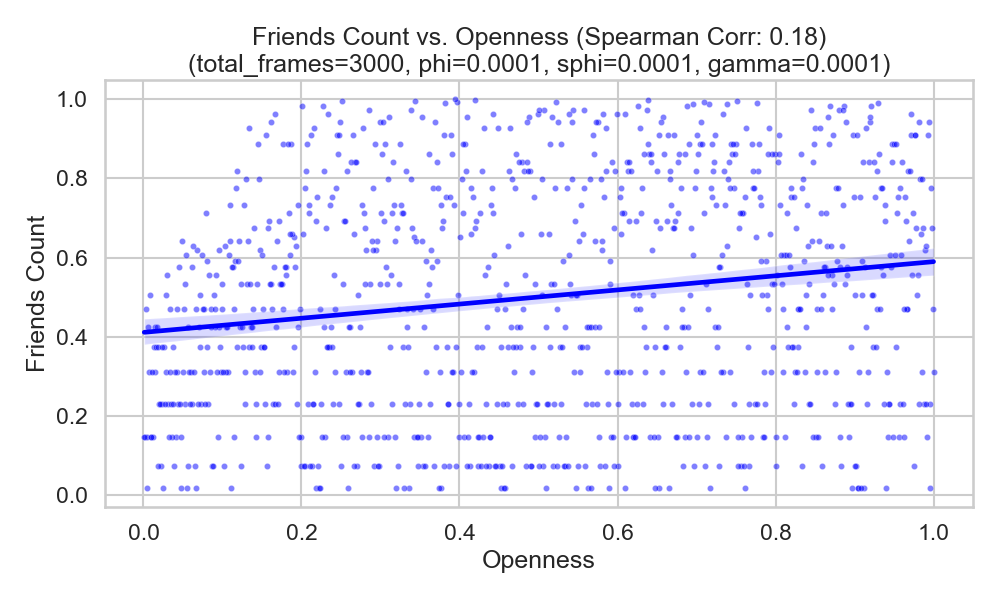 Friends Count vs. Openness (Spearman Corr: 0.18)
(total_frames=3000, phi=0.0001, sphi=0.0001, gamma=0.0001)
Friends Count
1.0
0.8
0.6
0.4
0.2
0.0
0.0 0.2 0.4 0.6 0.8 1.0
Openness